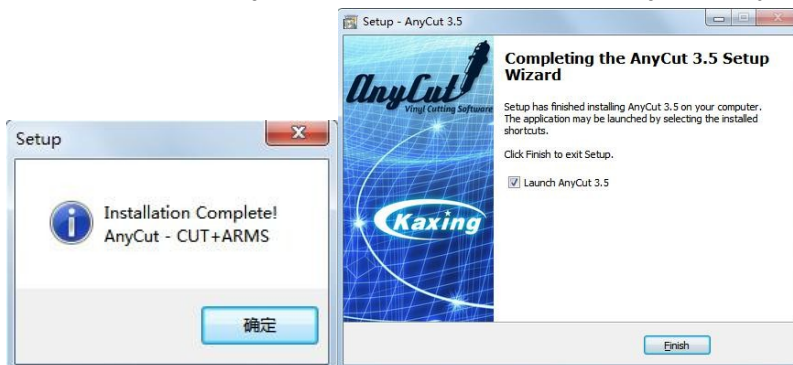 Setup
Installation Complete!
AnyCut - CUT+ARMS
确定
Setup - AnyCut 3.5
AnyCut
Vinyl Cutting Software
Kaxing
Completing the AnyCut 3.5 Setup
Wizard
Setup has finished installing AnyCut 3.5 on your computer.
The application may be launched by selecting the installed
shortcuts.
Click Finish to exit Setup.
Launch AnyCut 3.5
Finish